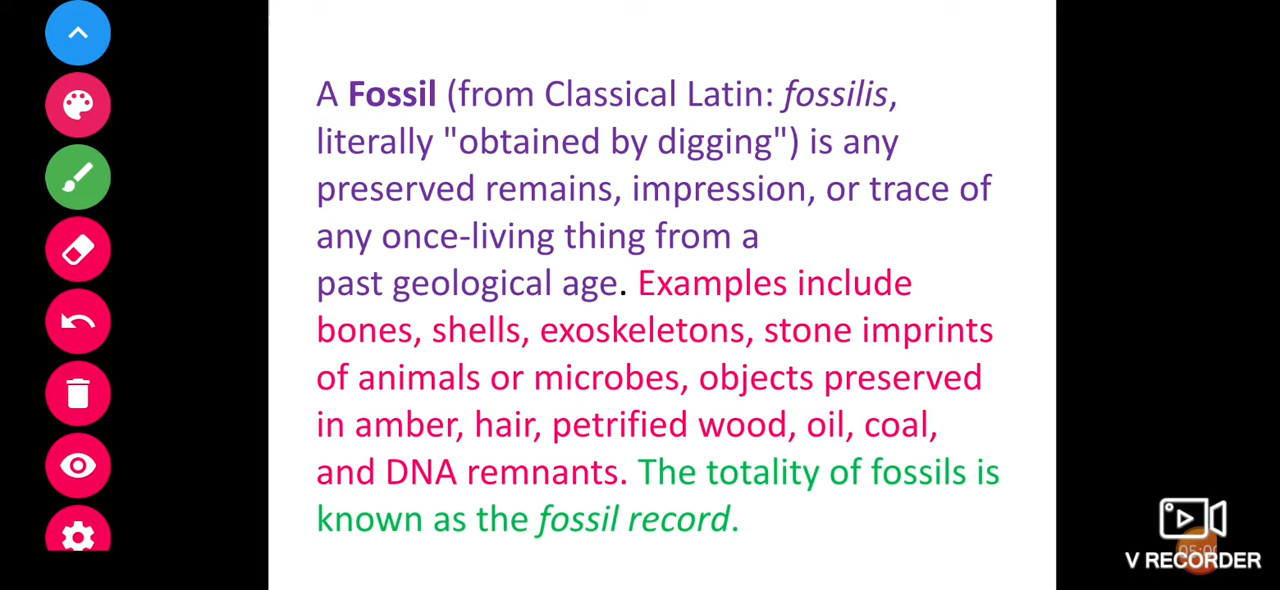 A Fossil (from Classical Latin: fossilis,
literally "obtained by digging") is any
preserved remains, impression, or trace of
any once-living thing from a
past geological age. Examples include
bones, shells, exoskeletons, stone imprints
of animals or microbes, objects preserved
in amber, hair, petrified wood, oil, coal,
and DNA remnants. The totality of fossils is
known as the fossil record.
V RECORDER